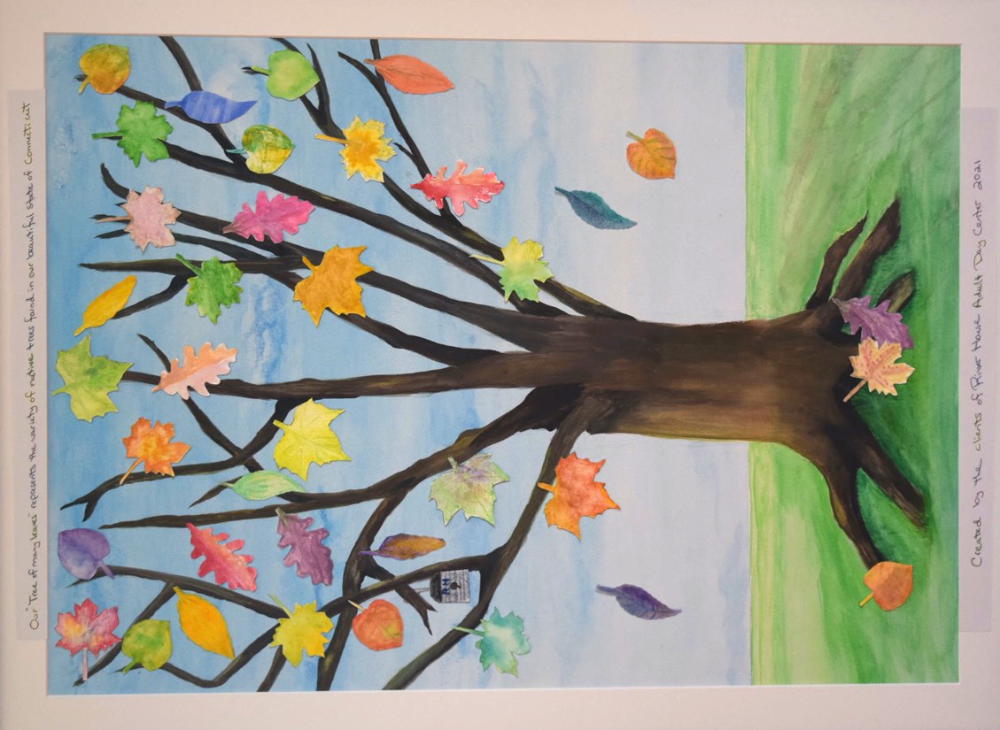 Our "Tree of many leaves" represents the variety of native trees found in our beautiful state of Connecticut
RH
Created by the clients of River House Adult Day Center 2021